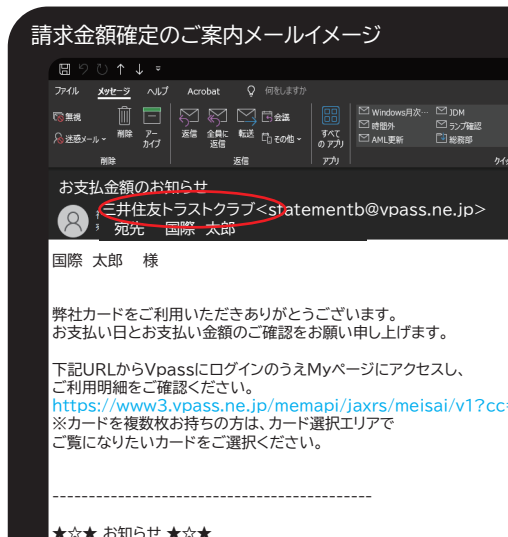 請求金額確定のご案内メールイメージ
ファイル メッセージ ヘルプ Acrobat 何をしますか
無視
迷惑メール
削除
アー
カイブ
返信
全員に
返信
転送
会議
その他
すべて
の アプリ
Windows月次… JDM
時間外 ランプ確認
AML更新 総務部
削除 返信 アプリ
お支払金額のお知らせ
三井住友トラストクラブ<statementb@vpass.ne.jp>
宛先 国際 太郎
国際 太郎 様
弊社カードをご利用いただきありがとうございます。
お支払い日とお支払い金額のご確認をお願い申し上げます。
下記URLからVpassにログインのうえMyページにアクセスし、
ご利用明細をご確認ください。
https://www3.vpass.ne.jp/memapi/jaxrs/meisai/v1?cc
※カードを複数枚お持ちの方は、カード選択エリアで
ご覧になりたいカードをご選択ください。
--------------------------------------------
★☆★ お知らせ ★☆★